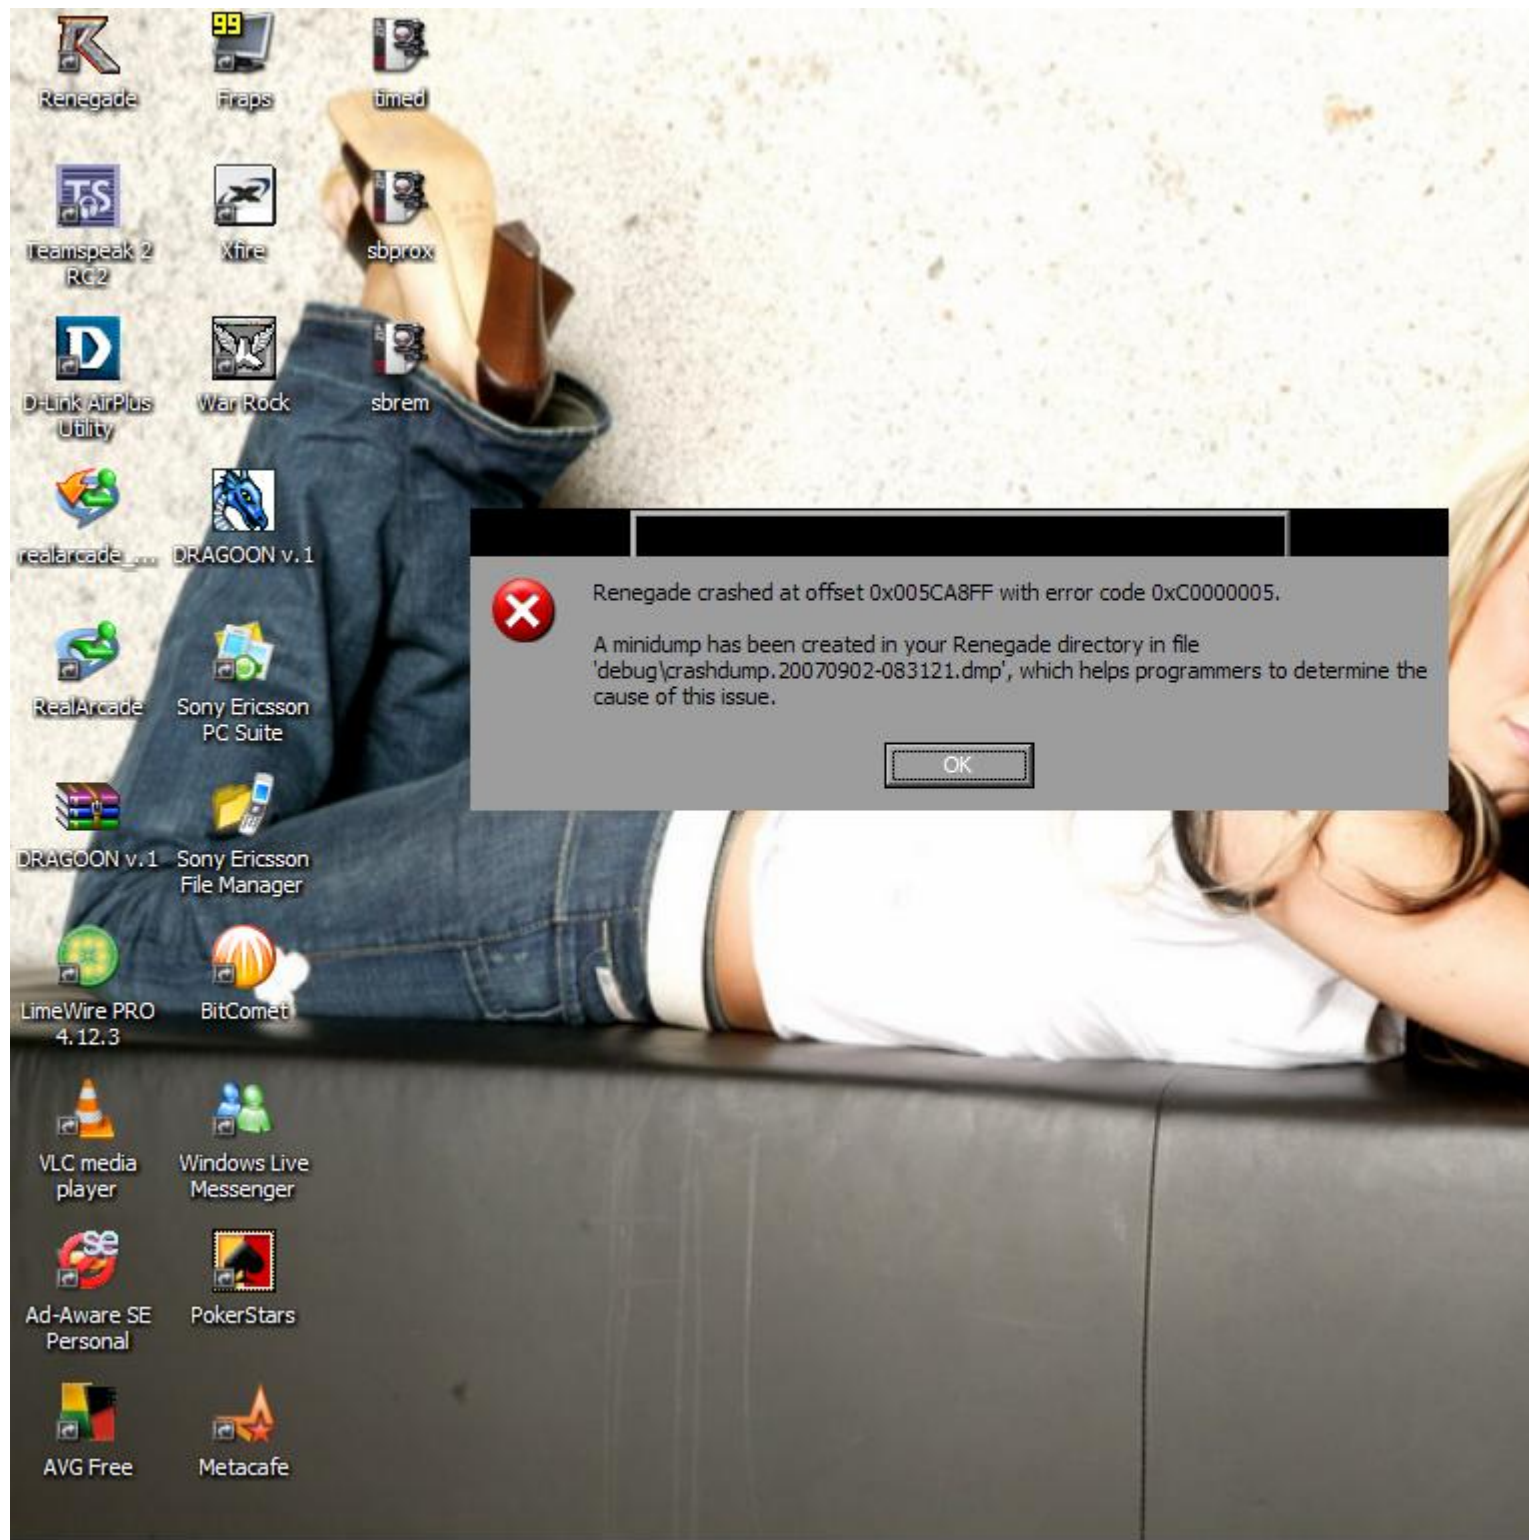 99
Renegade
Fraps
timed
TS
Teamspeak 2
RC2
Xfire
sbprox
D
D-Link AirPlus
Utility
War Rock
ZIP
sbrem
realarcade_...
DRAGOON v.1
RealArcade
Sony Ericsson
PC Suite
DRAGOON v.1
Sony Ericsson
File Manager
LimeWire PRO
4.12.3
BitComet
VLC media
player
Windows Live
Messenger
se
Ad-Aware SE
Personal
PokerStars
AVG Free
Metacafe
Renegade crashed at offset 0x005CA8FF with error code 0xC0000005.
A minidump has been created in your Renegade directory in file
'debug\crashdump.20070902-083121.dmp', which helps programmers to determine the
cause of this issue.
OK